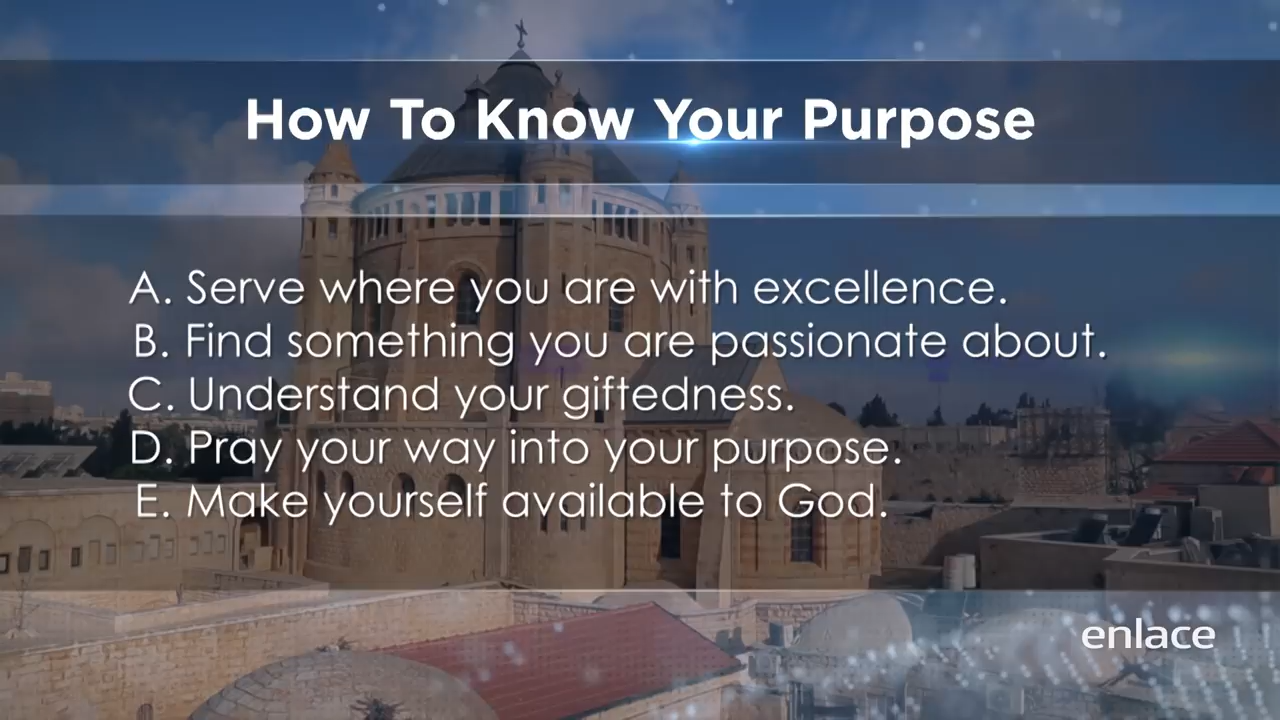 How To Know Your Purpose
A. Serve where you are with excellence.
B. Find something you are passionate about.
C. Understand your giftedness.
D. Pray your way into your purpose.
E. Make yourself available to God.
enlace